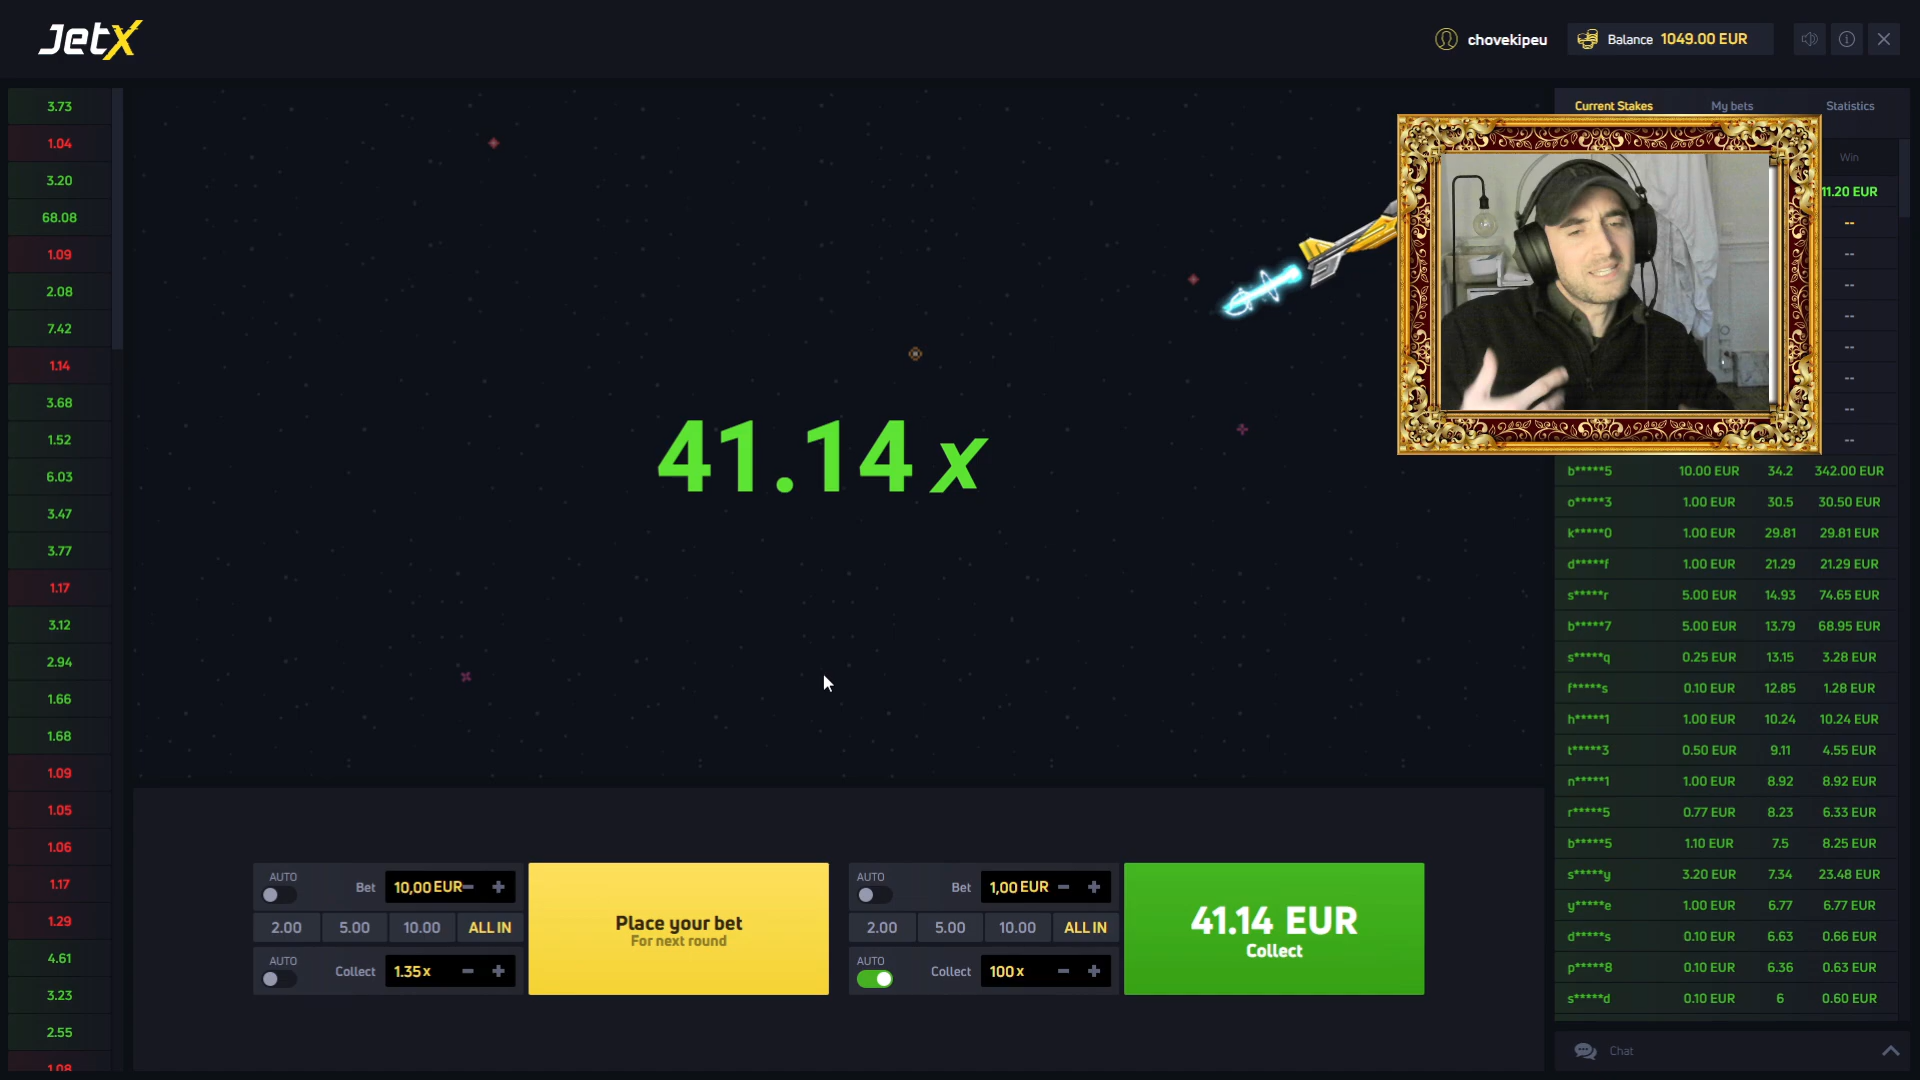 JetX
chovekipeu
Balance 1049.00 EUR
3.73
1.04
3.20
68.08
1.09
2.08
7.42
1.14
3.68
1.52
6.03
3.47
3.77
1.17
3.12
2.94
1.66
1.68
1.09
1.05
1.06
1.17
1.29
4.61
3.23
2.55
1.08
41.14 x
Current Stakes My bets Statistics
Win
11.20 EUR
--
--
--
--
--
--
--
--
b*****5 10.00 EUR 34.2 342.00 EUR
o*****3 1.00 EUR 30.5 30.50 EUR
k*****0 1.00 EUR 29.81 29.81 EUR
d*****f 1.00 EUR 21.29 21.29 EUR
s*****r 5.00 EUR 14.93 74.65 EUR
b*****7 5.00 EUR 13.79 68.95 EUR
s*****q 0.25 EUR 13.15 3.28 EUR
f*****s 0.10 EUR 12.85 1.28 EUR
h*****1 1.00 EUR 10.24 10.24 EUR
t*****3 0.50 EUR 9.11 4.55 EUR
n*****1 1.00 EUR 8.92 8.92 EUR
r*****5 0.77 EUR 8.23 6.33 EUR
b*****5 1.10 EUR 7.5 8.25 EUR
s*****y 3.20 EUR 7.34 23.48 EUR
y*****e 1.00 EUR 6.77 6.77 EUR
d*****s 0.10 EUR 6.63 0.66 EUR
p*****8 0.10 EUR 6.36 0.63 EUR
s*****d 0.10 EUR 6 0.60 EUR
Chat
AUTO Bet 10,00 EUR - +
2.00 5.00 10.00 ALL IN
AUTO Collect 1.35 x - +
Place your bet
For next round
AUTO Bet 1,00 EUR - +
2.00 5.00 10.00 ALL IN
AUTO Collect 100 x - +
41.14 EUR
Collect